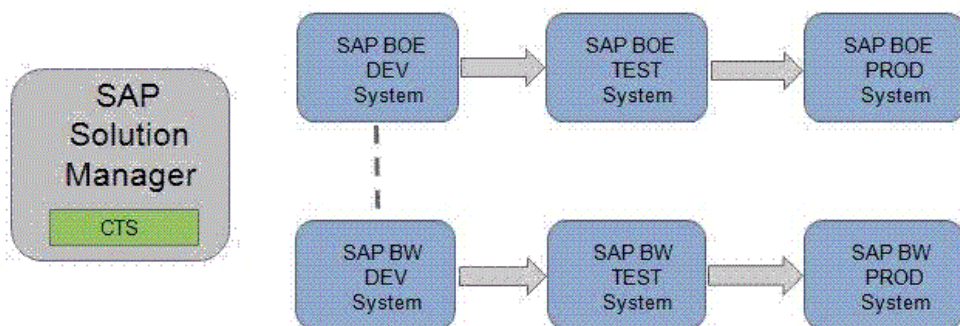 SAP
Solution
Manager
CTS
SAP BOE
DEV
System
SAP BOE
TEST
System
SAP BOE
PROD
System
SAP BW
DEV
System
SAP BW
TEST
System
SAP BW
PROD
System